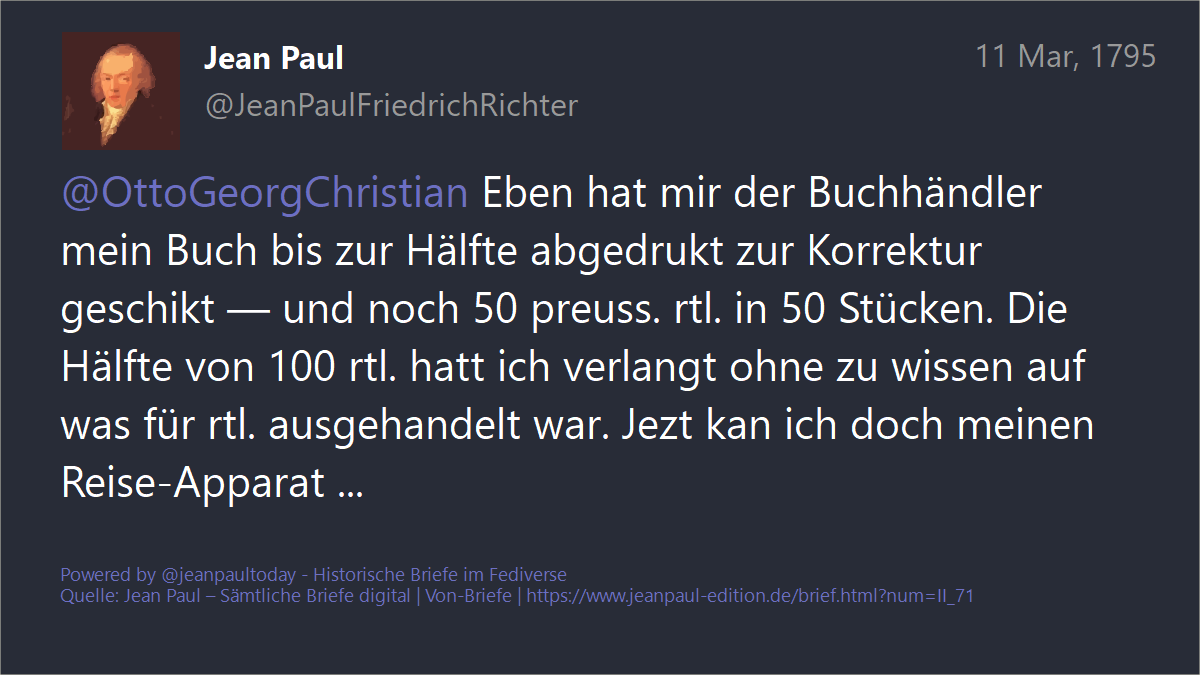 Jean Paul
11 Mar, 1795
@JeanPaulFriedrichRichter
@OttoGeorgChristian Eben hat mir der Buchhändler
mein Buch bis zur Hälfte abgedrukt zur Korrektur
geschikt — und noch 50 preuss. rtl. in 50 Stücken. Die
Hälfte von 100 rtl. hatt ich verlangt ohne zu wissen auf
was für rtl. ausgehandelt war. Jezt kan ich doch meinen
Reise-Apparat ...
Powered by @jeanpaultoday - Historische Briefe im Fediverse
Quelle: Jean Paul – Sämtliche Briefe digital | Von-Briefe | https://www.jeanpaul-edition.de/brief.html?num=II_71